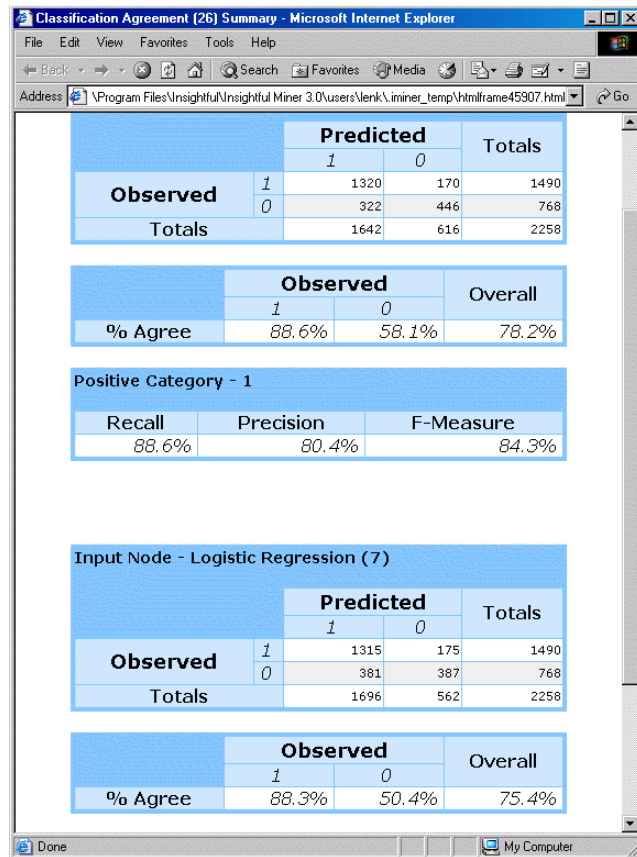 Classification Agreement (26) Summary - Microsoft Internet Explorer
File Edit View Favorites Tools Help
Back Search Favorites Media
Address \Program Files\Insightful\Insightful Miner 3.0\users\lenk\.iminer_temp\htmlframe45907.html Go
Predicted Totals
1 0
Observed 1 1320 170 1490
0 322 446 768
Totals 1642 616 2258
Observed Overall
1 0
% Agree 88.6% 58.1% 78.2%
Positive Category - 1
Recall Precision F-Measure
88.6% 80.4% 84.3%
Input Node - Logistic Regression (7)
Predicted Totals
1 0
Observed 1 1315 175 1490
0 381 387 768
Totals 1696 562 2258
Observed Overall
1 0
% Agree 88.3% 50.4% 75.4%
Done My Computer